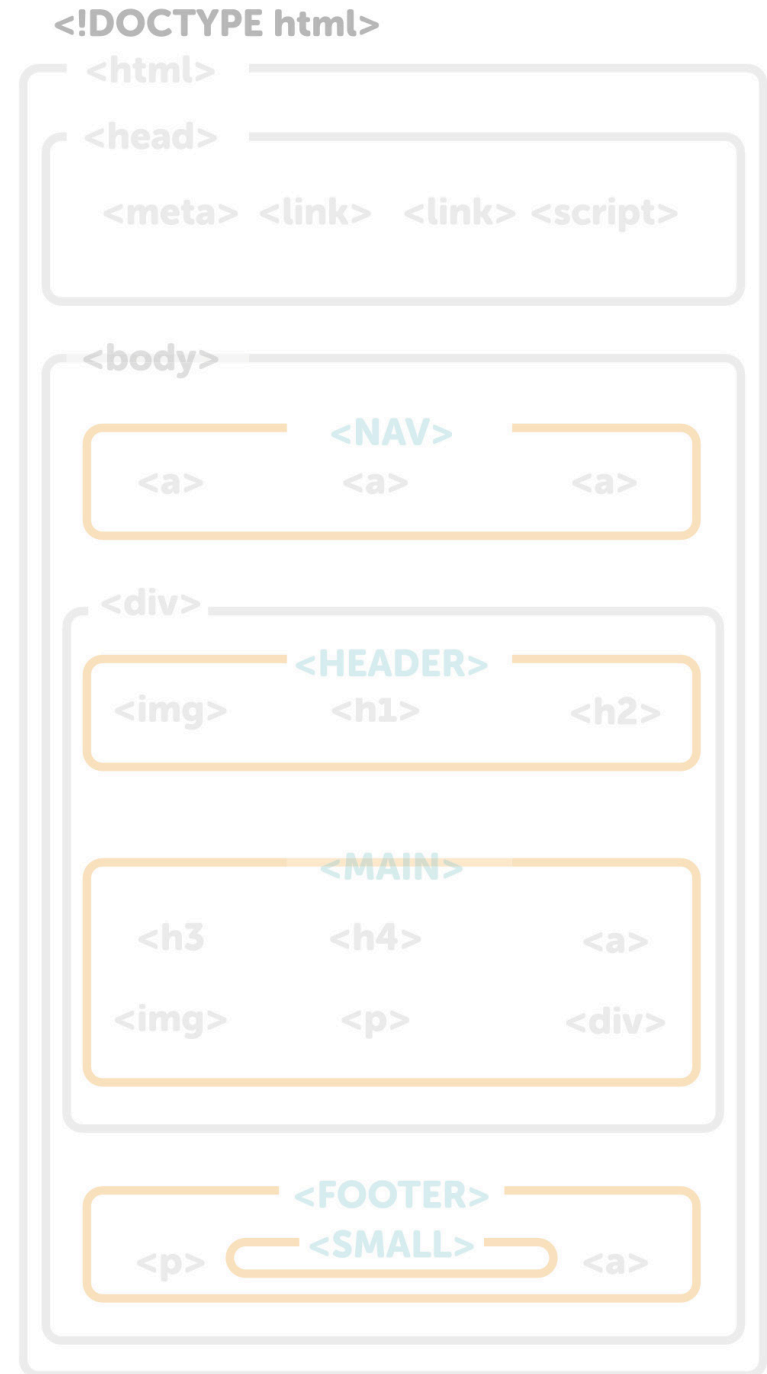 <!DOCTYPE html>
<html>
<head>
<meta> <link> <link> <script>
<body>
<NAV>
<a> <a> <a>
<div>
<HEADER>
<img> <h1> <h2>
<MAIN>
<h3 <h4> <a>
<img> <p> <div>
<FOOTER>
<SMALL>
<p> <a>